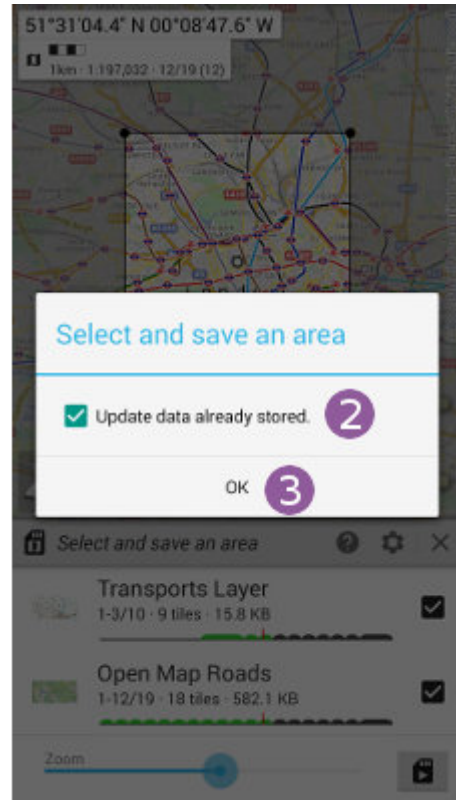 51°31'04.4" N 00°08'47.6" W
1km · 1:197,032 · 12/19 (12)
Select and save an area
Update data already stored.
2
OK
3
Select and save an area
Transports Layer
1-3/10 · 9 tiles · 15.8 KB
Open Map Roads
1-12/19 · 18 tiles · 582.1 KB
Zoom